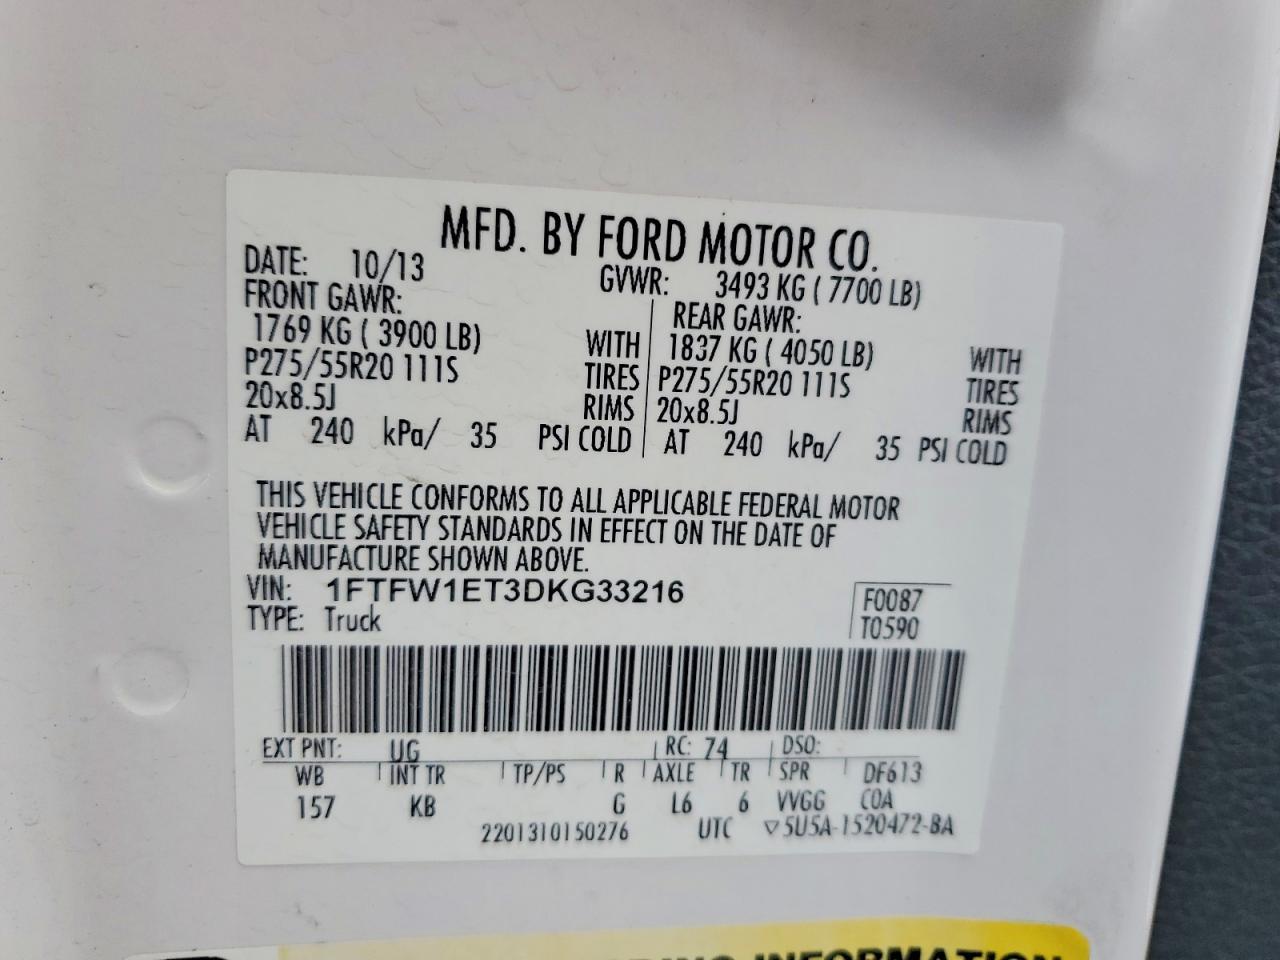 MFD. BY FORD MOTOR CO.
DATE: 10/13 GVWR: 3493 KG ( 7700 LB)
FRONT GAWR: REAR GAWR:
1769 KG ( 3900 LB) WITH 1837 KG ( 4050 LB) WITH
P275/55R20 111S TIRES P275/55R20 111S TIRES
20x8.5J RIMS 20x8.5J RIMS
AT 240 kPa/ 35 PSI COLD AT 240 kPa/ 35 PSI COLD
THIS VEHICLE CONFORMS TO ALL APPLICABLE FEDERAL MOTOR
VEHICLE SAFETY STANDARDS IN EFFECT ON THE DATE OF
MANUFACTURE SHOWN ABOVE.
VIN: 1FTFW1ET3DKG33216 F0087
TYPE: Truck T0590
EXT PNT: UG RC: 74 DSO:
WB INT TR TP/PS R AXLE TR SPR DF613
157 KB G L6 6 VVGG COA
2201310150276 UTC ▽5U5A-1520472-BA
INFORMATION